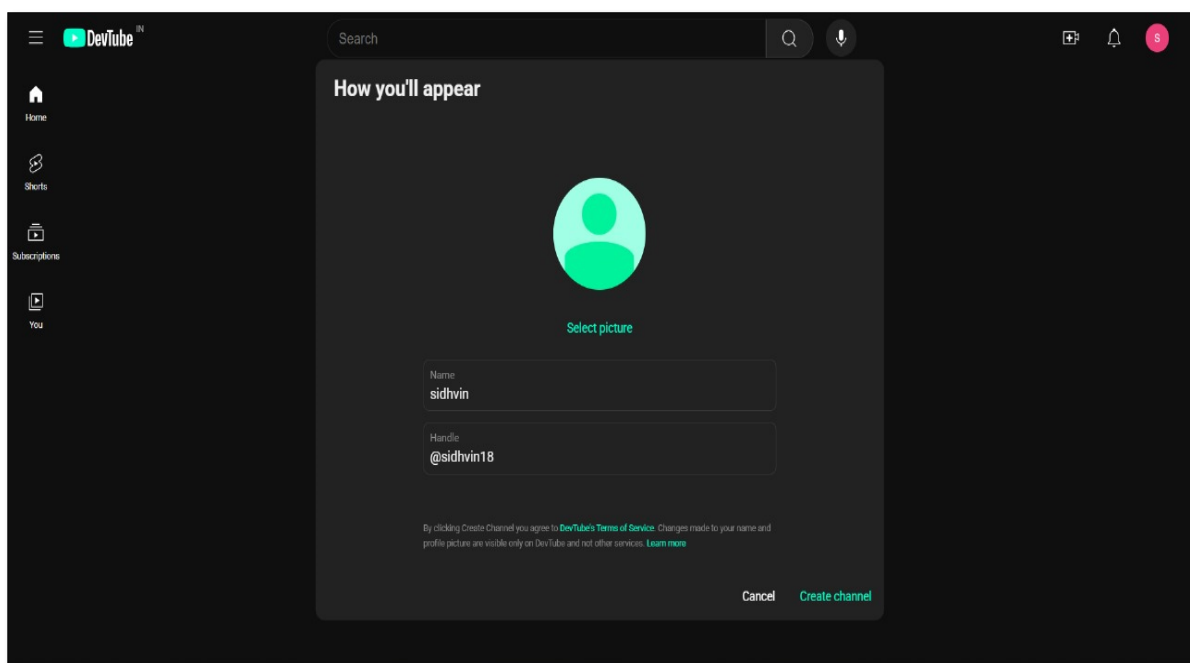 DevTube IN
Search
S
Home
Shorts
Subscriptions
You
How you'll appear
Select picture
Name
sidhvin
Handle
@sidhvin18
By clicking Create Channel you agree to DevTube's Terms of Service. Changes made to your name and
profile picture are visible only on DevTube and not other services. Learn more
Cancel Create channel